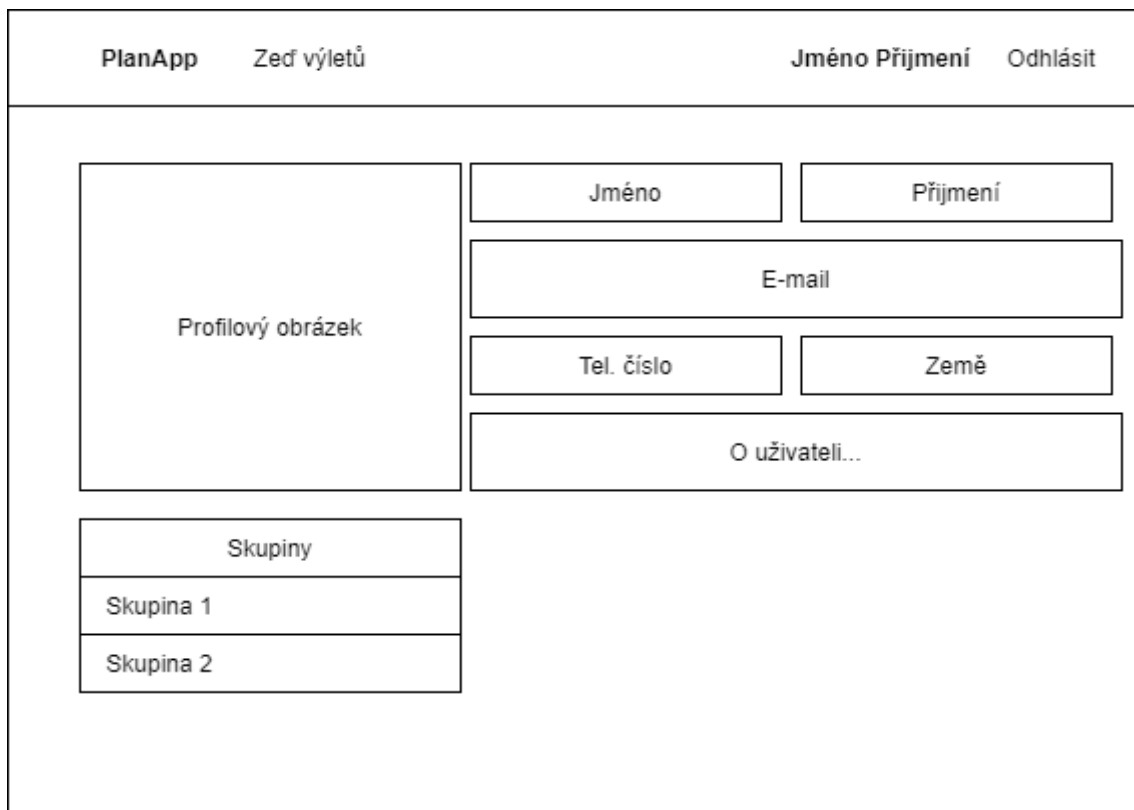 PlanApp Zeď výletů Jméno Přijmení Odhlásit
Jméno Přijmení
E-mail
Profilový obrázek
Tel. číslo Země
O uživateli...
Skupiny
Skupina 1
Skupina 2